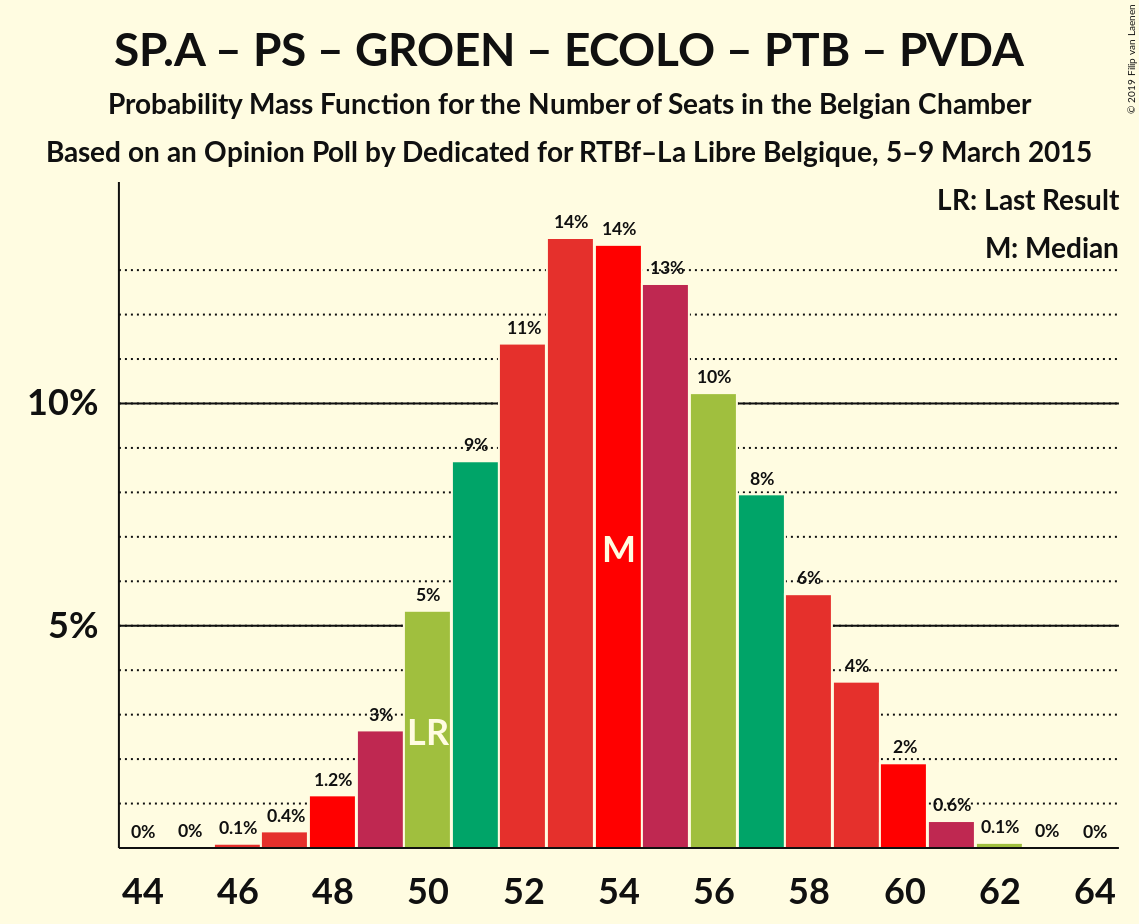 SP.A – PS – GROEN – ECOLO – PTB – PVDA
Probability Mass Function for the Number of Seats in the Belgian Chamber
Based on an Opinion Poll by Dedicated for RTBf–La Libre Belgique, 5–9 March 2015
© 2019 Filip van Laenen
LR: Last Result
M: Median
10%
5%
0%
0%
0.1%
0.4%
1.2%
3%
5%
9%
11%
14%
14%
13%
10%
8%
6%
4%
2%
0.6%
0.1%
0%
0%
LR
M
44 46 48 50 52 54 56 58 60 62 64